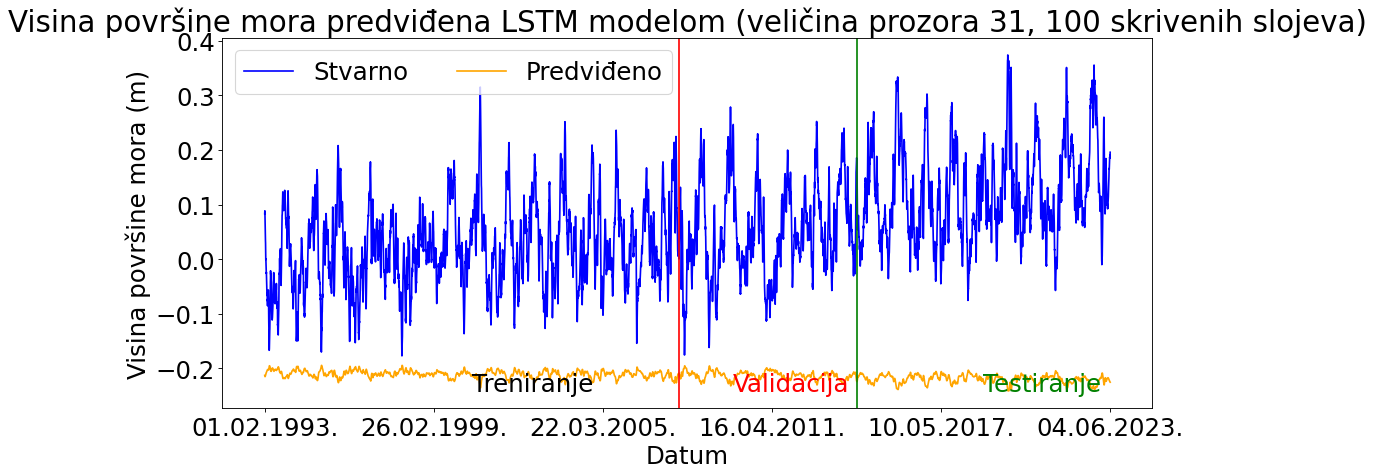 Visina površine mora predviđena LSTM modelom (veličina prozora 31, 100 skrivenih slojeva)
Stvarno Predviđeno
Visina površine mora (m)
0.4
0.3
0.2
0.1
0.0
−0.1
−0.2
Treniranje Validacija Testiranje
01.02.1993. 26.02.1999. 22.03.2005. 16.04.2011. 10.05.2017. 04.06.2023.
Datum